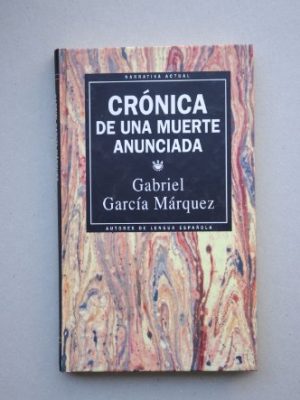 NARRATIVA ACTUAL
CRÓNICA
DE UNA MUERTE
ANUNCIADA
Gabriel
García Márquez
AUTORES DE LENGUA ESPAÑOLA